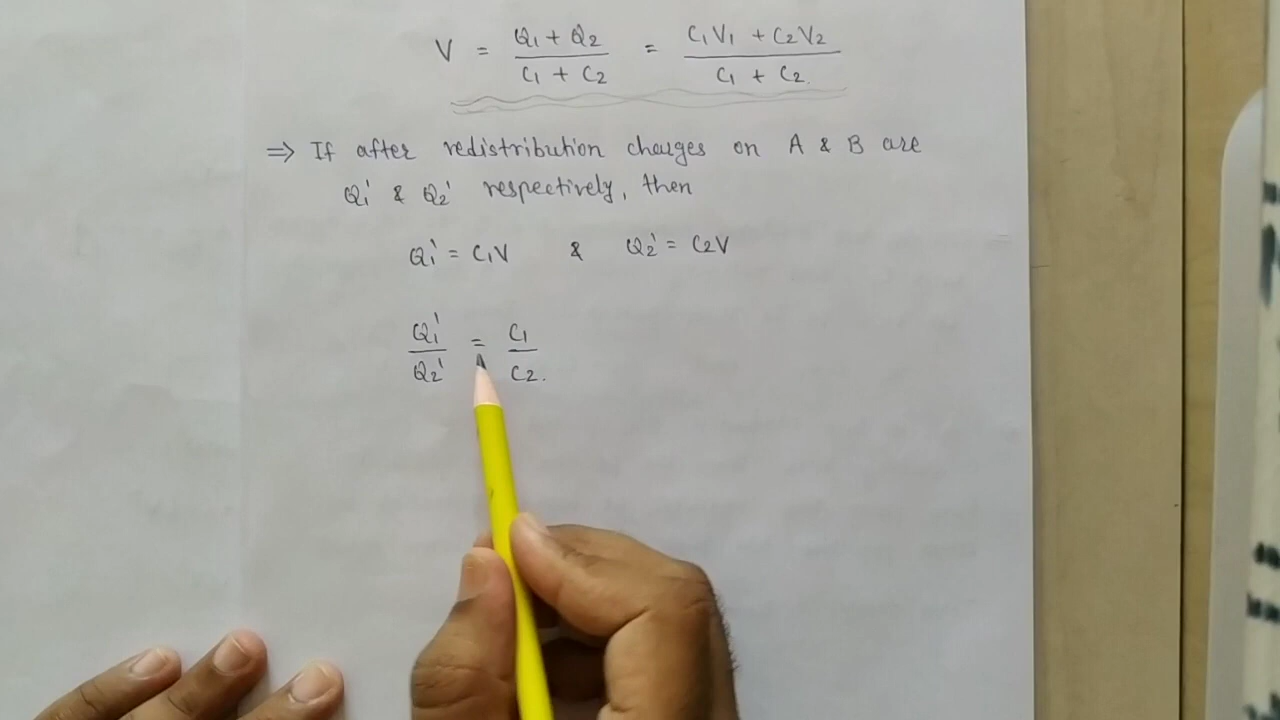 V = Q1 + Q2 / C1 + C2 = C1V1 + C2V2 / C1 + C2.
⇒ If after redistribution charges on A & B are
Q1' & Q2' respectively, then
Q1' = C1V & Q2' = C2V
Q1' / Q2' = C1 / C2.